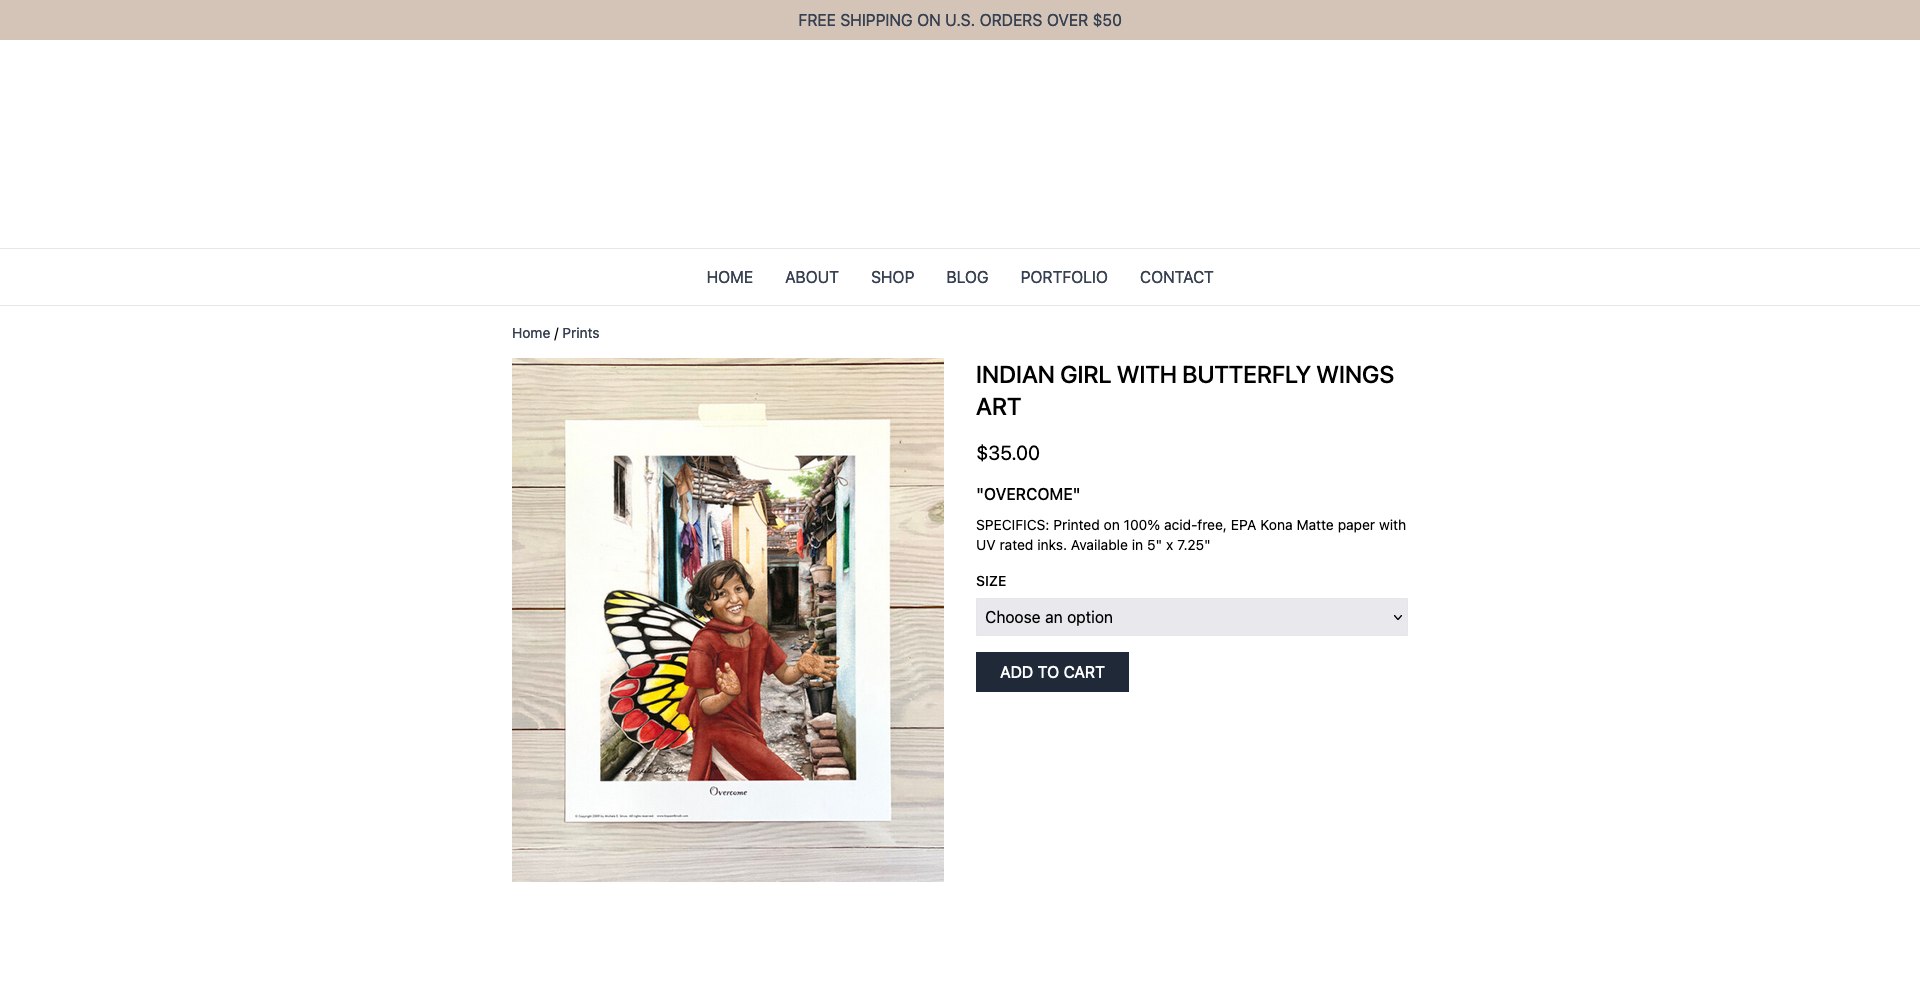 FREE SHIPPING ON U.S. ORDERS OVER $50
HOME ABOUT SHOP BLOG PORTFOLIO CONTACT
Home / Prints
INDIAN GIRL WITH BUTTERFLY WINGS
ART
$35.00
"OVERCOME"
SPECIFICS: Printed on 100% acid-free, EPA Kona Matte paper with
UV rated inks. Available in 5" x 7.25"
SIZE
Choose an option
ADD TO CART
Overcome